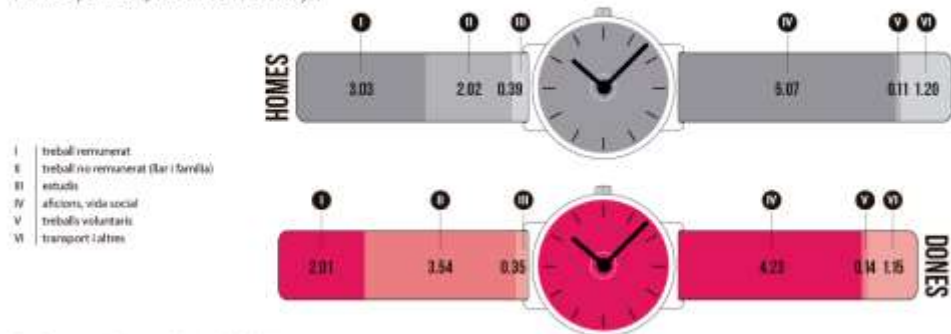 I II III IV V VI
HOMES
3.03 2.02 0.39 5.07 0.11 1.20
I treball remunerat
II treball no remunerat (llar i família)
III estudis
IV aficions, vida social
V treballs voluntaris
VI transport i altres
I II III IV V VI
2.01 3.54 0.35 4.23 0.14 1.15
DONES